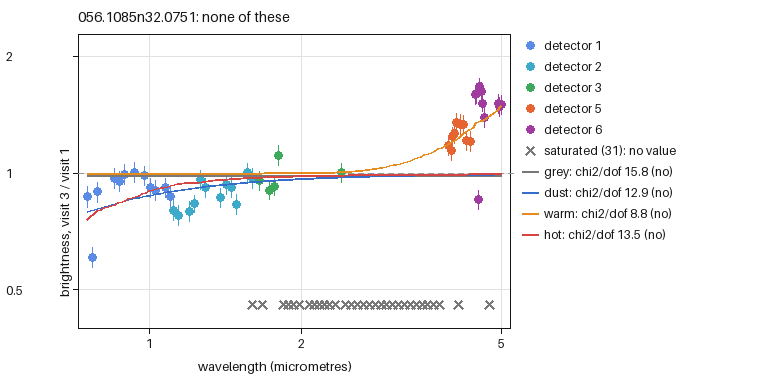 056.1085n32.0751: none of these
2
1
0.5
brightness, visit 3 / visit 1
1
2
5
wavelength (micrometres)
detector 1
detector 2
detector 3
detector 5
detector 6
saturated (31): no value
grey: chi2/dof 15.8 (no)
dust: chi2/dof 12.9 (no)
warm: chi2/dof 8.8 (no)
hot: chi2/dof 13.5 (no)